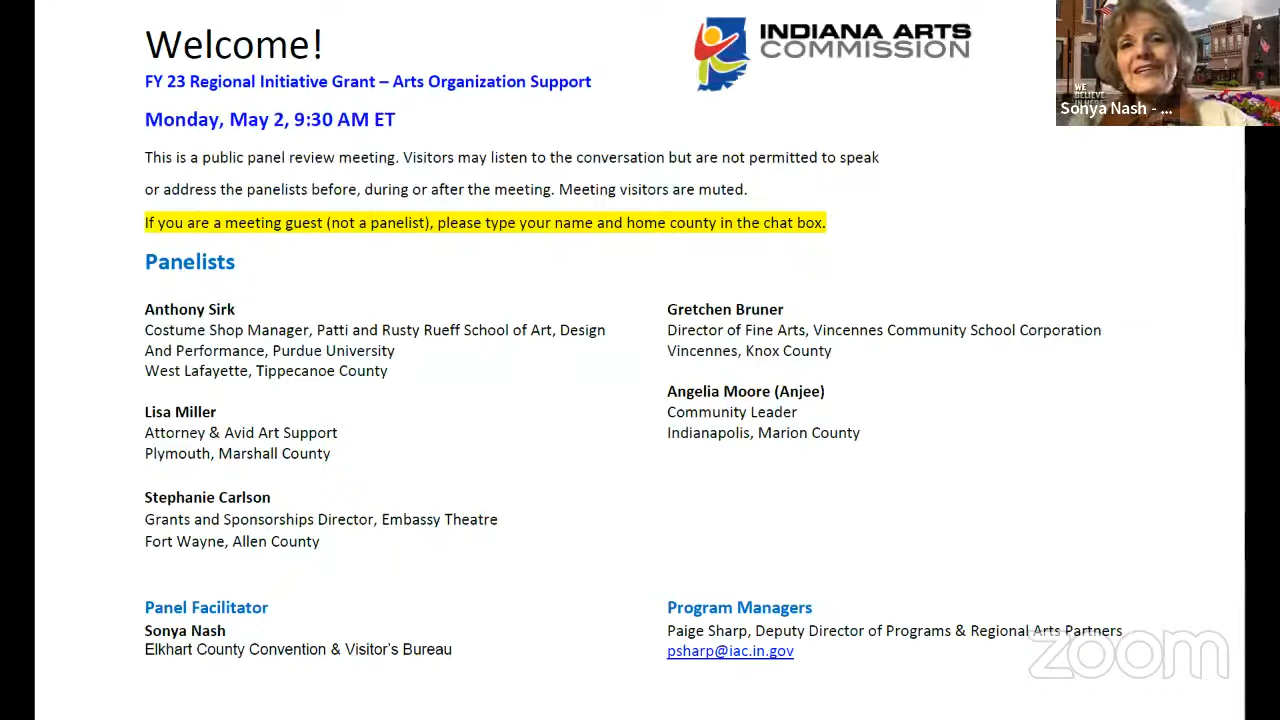 Welcome!
FY 23 Regional Initiative Grant – Arts Organization Support
Monday, May 2, 9:30 AM ET
This is a public panel review meeting. Visitors may listen to the conversation but are not permitted to speak
or address the panelists before, during or after the meeting. Meeting visitors are muted.
If you are a meeting guest (not a panelist), please type your name and home county in the chat box.
INDIANA ARTS
COMMISSION
WE
BELIEVE
IN HERE
Sonya Nash - ...
Panelists
Anthony Sirk
Costume Shop Manager, Patti and Rusty Rueff School of Art, Design
And Performance, Purdue University
West Lafayette, Tippecanoe County
Lisa Miller
Attorney & Avid Art Support
Plymouth, Marshall County
Stephanie Carlson
Grants and Sponsorships Director, Embassy Theatre
Fort Wayne, Allen County
Gretchen Bruner
Director of Fine Arts, Vincennes Community School Corporation
Vincennes, Knox County
Angelia Moore (Anjee)
Community Leader
Indianapolis, Marion County
Panel Facilitator
Sonya Nash
Elkhart County Convention & Visitor's Bureau
Program Managers
Paige Sharp, Deputy Director of Programs & Regional Arts Partners
psharp@iac.in.gov
zoom